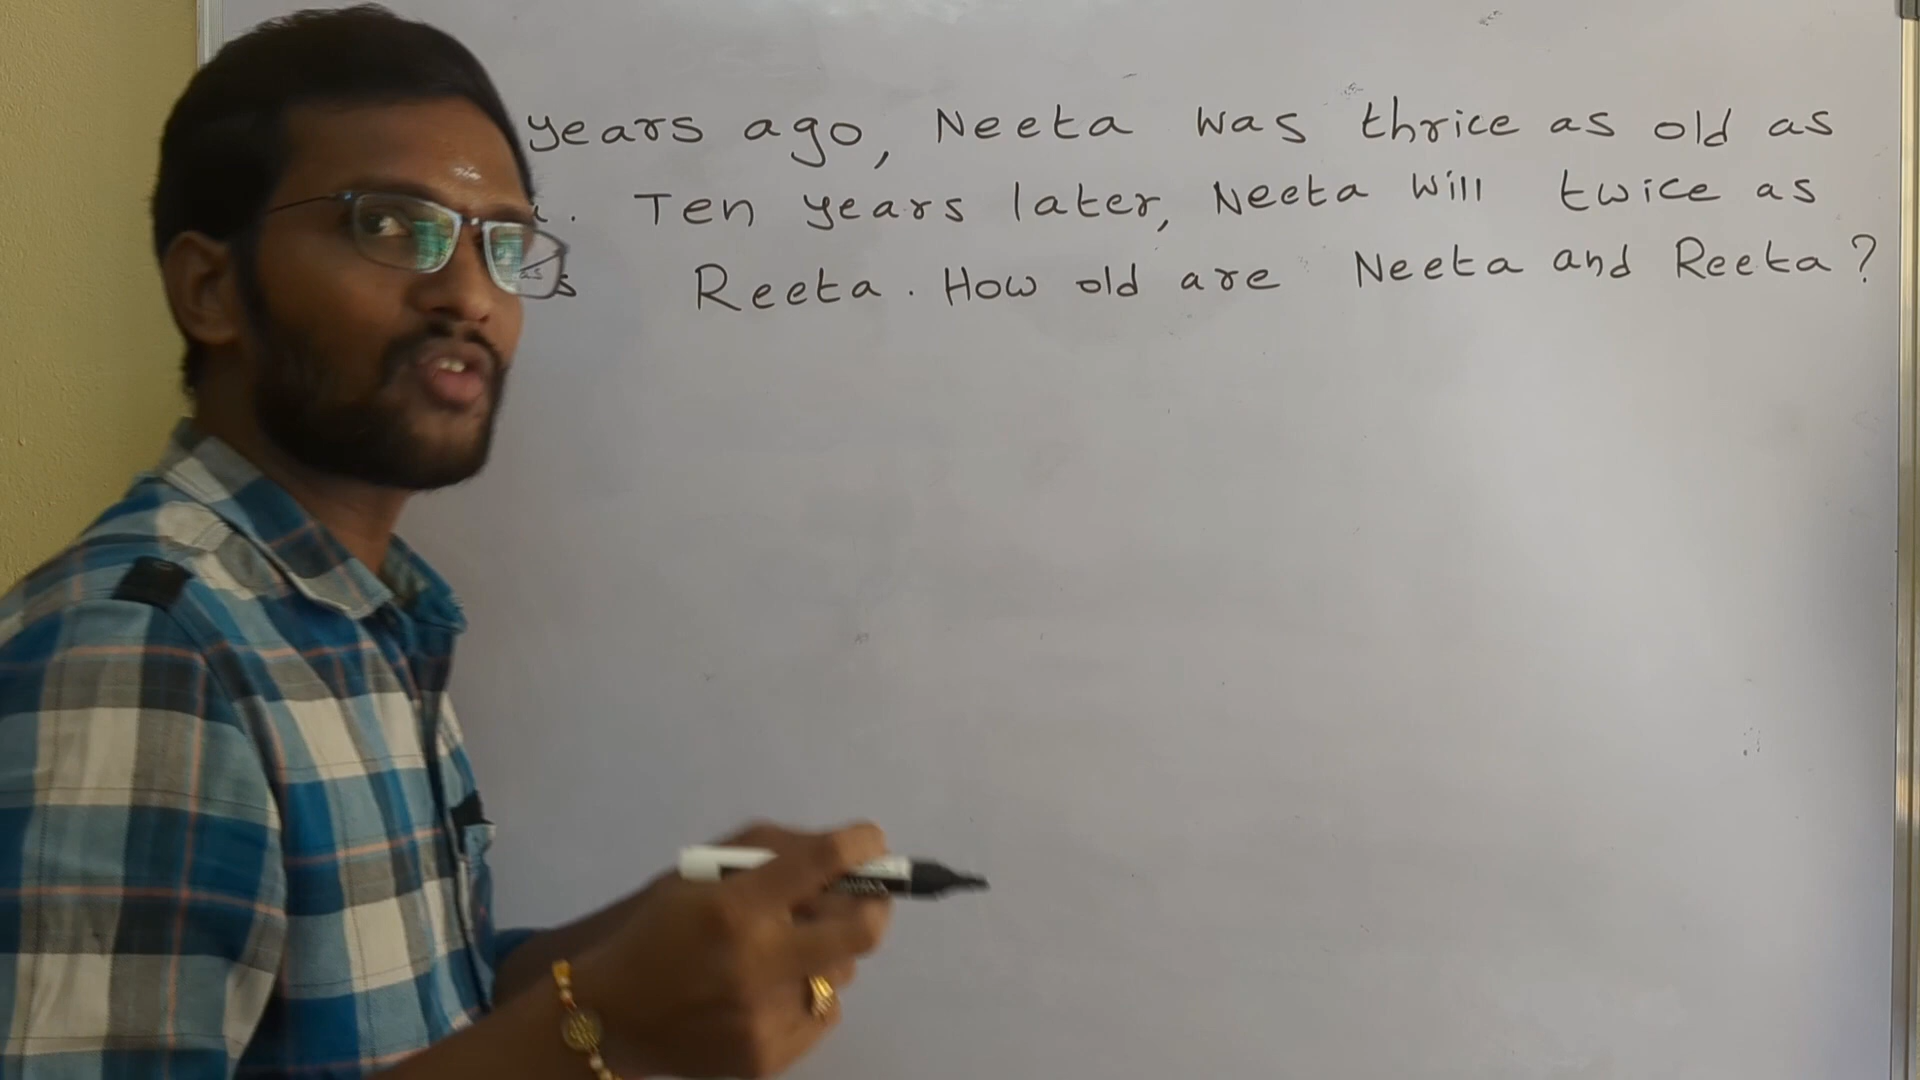 years ago, Neeta was thrice as old as
Ten years later, Neeta will twice as
Reeta. How old are Neeta and Reeta?